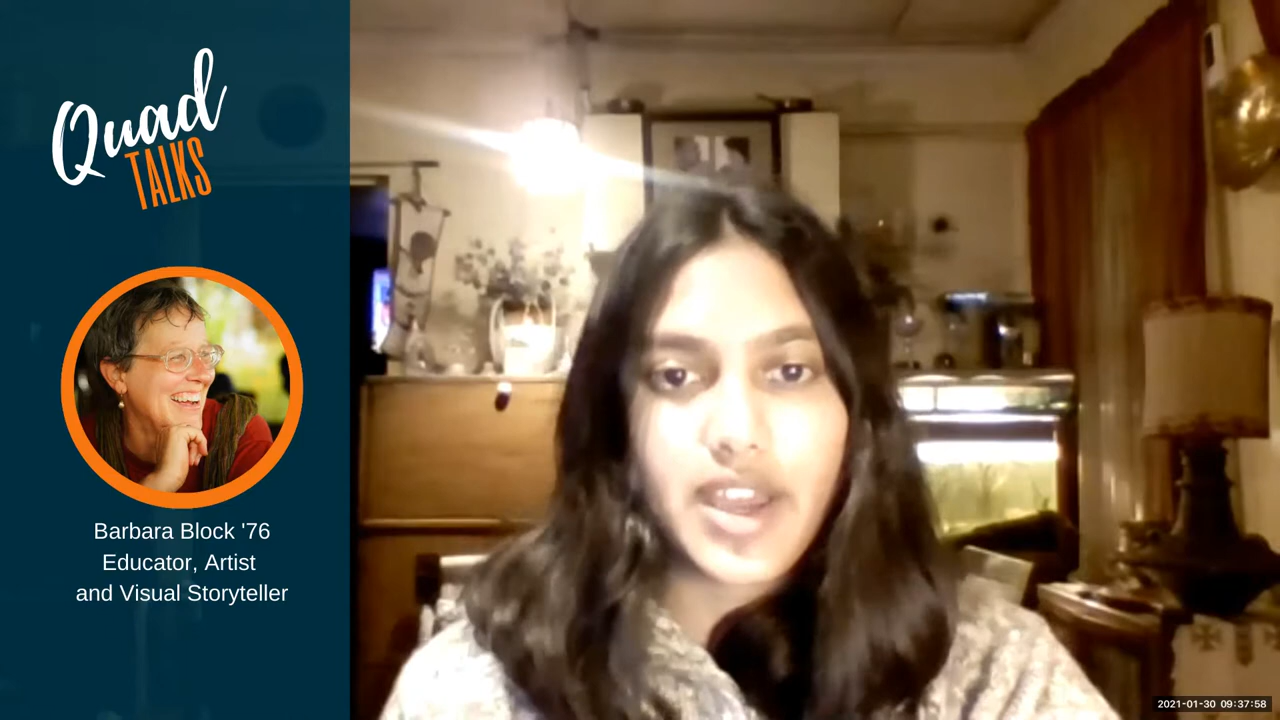 Quad
TALKS
Barbara Block '76
Educator, Artist
and Visual Storyteller
2021-01-30 09:37:58